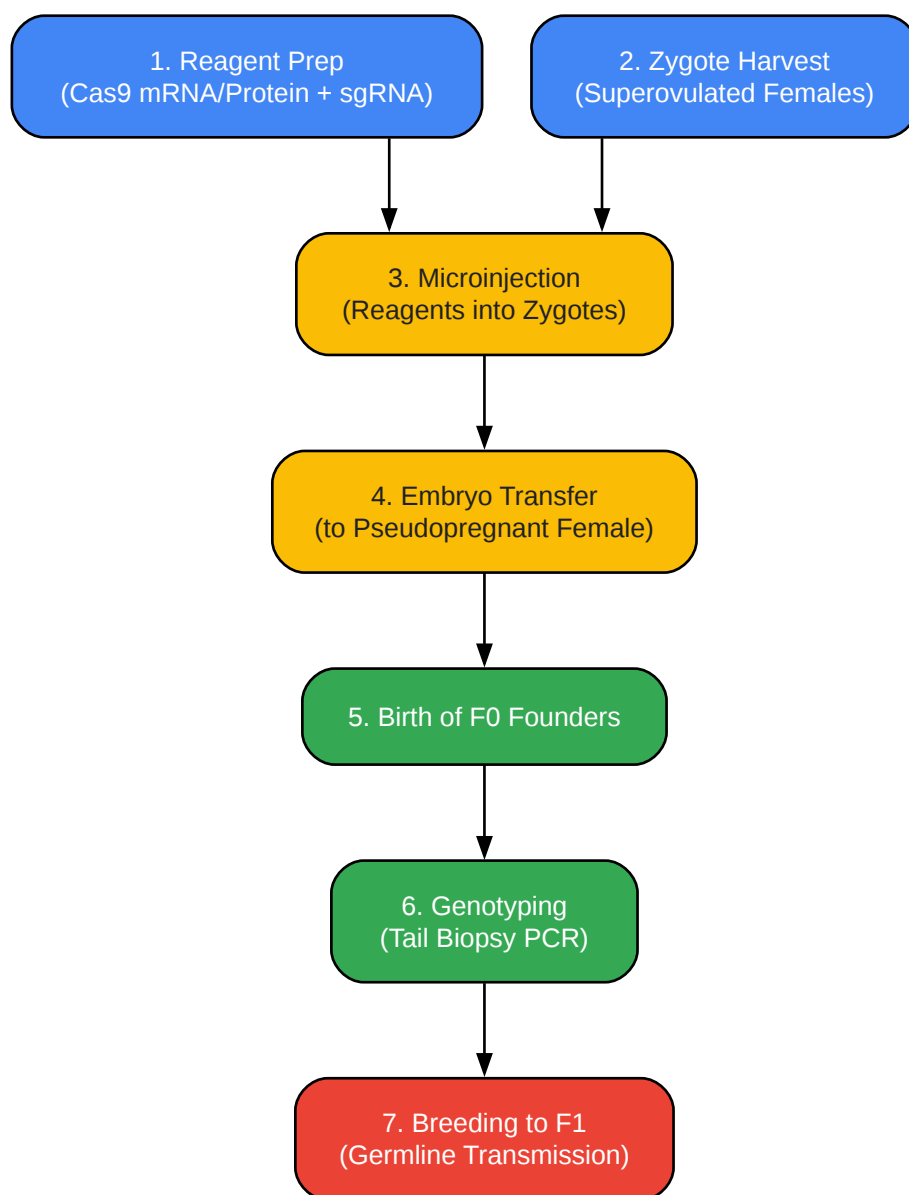 1. Reagent Prep
(Cas9 mRNA/Protein + sgRNA)
2. Zygote Harvest
(Superovulated Females)
3. Microinjection
(Reagents into Zygotes)
4. Embryo Transfer
(to Pseudopregnant Female)
5. Birth of F0 Founders
6. Genotyping
(Tail Biopsy PCR)
7. Breeding to F1
(Germline Transmission)